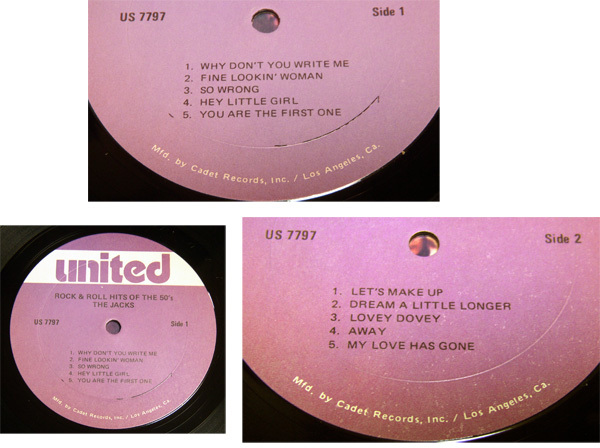 US 7797
Side 1
1. WHY DON'T YOU WRITE ME
2. FINE LOOKIN' WOMAN
3. SO WRONG
4. HEY LITTLE GIRL
5. YOU ARE THE FIRST ONE
Mfd. by Cadet Records, Inc. / Los Angeles, Ca.
united
ROCK & ROLL HITS OF THE 50's
THE JACKS
US 7797
Side 1
1. WHY DON'T YOU WRITE ME
2. FINE LOOKIN' WOMAN
3. SO WRONG
4. HEY LITTLE GIRL
5. YOU ARE THE FIRST ONE
Mfd. by Cadet Records, Inc. / Los Angeles, Ca.
US 7797
Side 2
1. LET'S MAKE UP
2. DREAM A LITTLE LONGER
3. LOVEY DOVEY
4. AWAY
5. MY LOVE HAS GONE
Mfd. by Cadet Records, Inc. / Los Angeles, Ca.